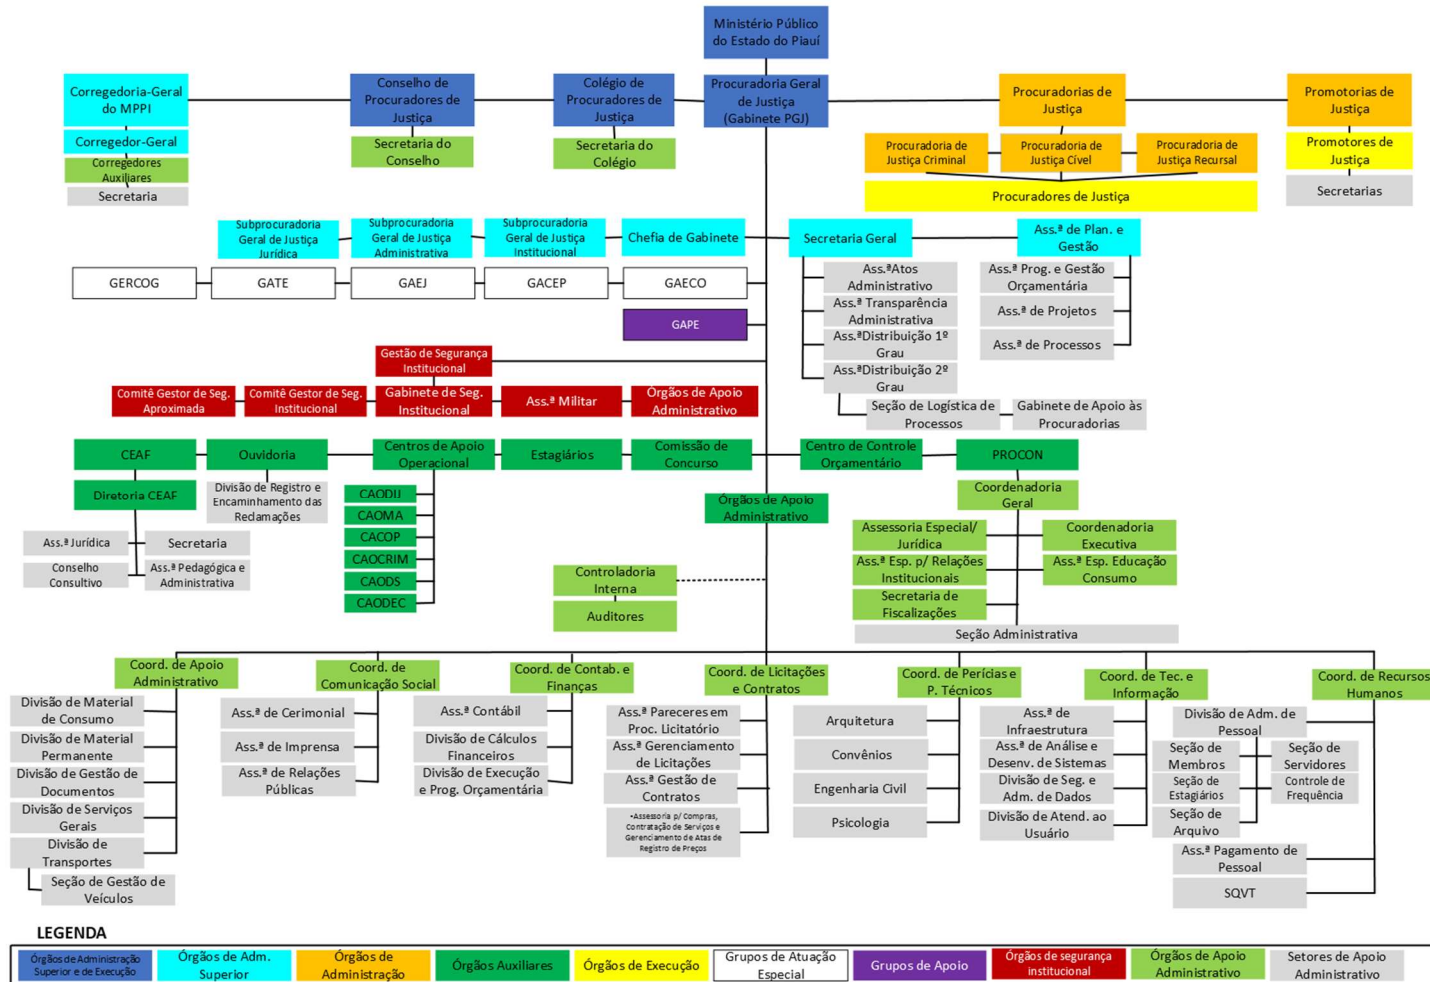 Ministério Público
do Estado do Piauí
Corregedoria-Geral
do MPPI
Conselho de
Procuradores de
Justiça
Colégio de
Procuradores de
Justiça
Procuradoria Geral
de Justiça
(Gabinete PGJ)
Procuradorias de
Justiça
Promotorias de
Justiça
Corregedor-Geral
Secretaria do
Conselho
Secretaria do
Colégio
Procuradoria de
Justiça Criminal
Procuradoria de
Justiça Cível
Procuradoria de
Justiça Recursal
Promotores de
Justiça
Corregedores
Auxiliares
Secretaria
Procuradores de Justiça
Secretarias
Subprocuradoria
Geral de Justiça
Jurídica
Subprocuradoria
Geral de Justiça
Administrativa
Subprocuradoria
Geral de Justiça
Institucional
Chefia de Gabinete
Secretaria Geral
Ass.ª de Plan. e
Gestão
GERCOG
GATE
GAEJ
GACEP
GAECO
GAPE
Ass.ªAtos
Administrativo
Ass.ª Transparência
Administrativa
Ass.ªDistribuição 1º
Grau
Ass.ªDistribuição 2º
Grau
Seção de Logística de
Processos
Gabinete de Apoio às
Procuradorias
Ass.ª Prog. e Gestão
Orçamentária
Ass.ª de Projetos
Ass.ª de Processos
Gestão de Segurança
Institucional
Comitê Gestor de Seg.
Aproximada
Comitê Gestor de Seg.
Institucional
Gabinete de Seg.
Institucional
Ass.ª Militar
Órgãos de Apoio
Administrativo
CEAF
Ouvidoria
Centros de Apoio
Operacional
Estagiários
Comissão de
Concurso
Centro de Controle
Orçamentário
PROCON
Diretoria CEAF
Divisão de Registro e
Encaminhamento das
Reclamações
Ass.ª Jurídica
Secretaria
Conselho
Consultivo
Ass.ª Pedagógica e
Administrativa
CAODIJ
CAOMA
CACOP
CAOCRIM
CAODS
CAODEC
Órgãos de Apoio
Administrativo
Coordenadoria
Geral
Assessoria Especial/
Jurídica
Coordenadoria
Executiva
Ass.ª Esp. p/ Relações
Institucionais
Ass.ª Esp. Educação
Consumo
Secretaria de
Fiscalizações
Seção Administrativa
Controladoria
Interna
Auditores
Coord. de Apoio
Administrativo
Divisão de Material
de Consumo
Divisão de Material
Permanente
Divisão de Gestão de
Documentos
Divisão de Serviços
Gerais
Divisão de
Transportes
Seção de Gestão de
Veículos
Coord. de
Comunicação Social
Ass.ª de Cerimonial
Ass.ª de Imprensa
Ass.ª de Relações
Públicas
Coord. de Contab. e
Finanças
Ass.ª Contábil
Divisão de Cálculos
Financeiros
Divisão de Execução
e Prog. Orçamentária
Coord. de Licitações
e Contratos
Ass.ª Pareceres em
Proc. Licitatório
Ass.ª Gerenciamento
de Licitações
Ass.ª Gestão de
Contratos
•Assessoria p/ Compras,
Contratação de Serviços e
Gerenciamento de Atas de
Registro de Preços
Coord. de Perícias e
P. Técnicos
Arquitetura
Convênios
Engenharia Civil
Psicologia
Coord. de Tec. e
Informação
Ass.ª de
Infraestrutura
Ass.ª de Análise e
Desenv. de Sistemas
Divisão de Seg. e
Adm. de Dados
Divisão de Atend. ao
Usuário
Coord. de Recursos
Humanos
Divisão de Adm. de
Pessoal
Seção de
Membros
Seção de
Servidores
Seção de
Estagiários
Controle de
Frequência
Seção de
Arquivo
Ass.ª Pagamento de
Pessoal
SQVT
LEGENDA
Órgãos de Administração
Superior e de Execução
Órgãos de Adm.
Superior
Órgãos de
Administração
Órgãos Auxiliares
Órgãos de Execução
Grupos de Atuação
Especial
Grupos de Apoio
Órgãos de segurança
institucional
Órgãos de Apoio
Administrativo
Setores de Apoio
Administrativo